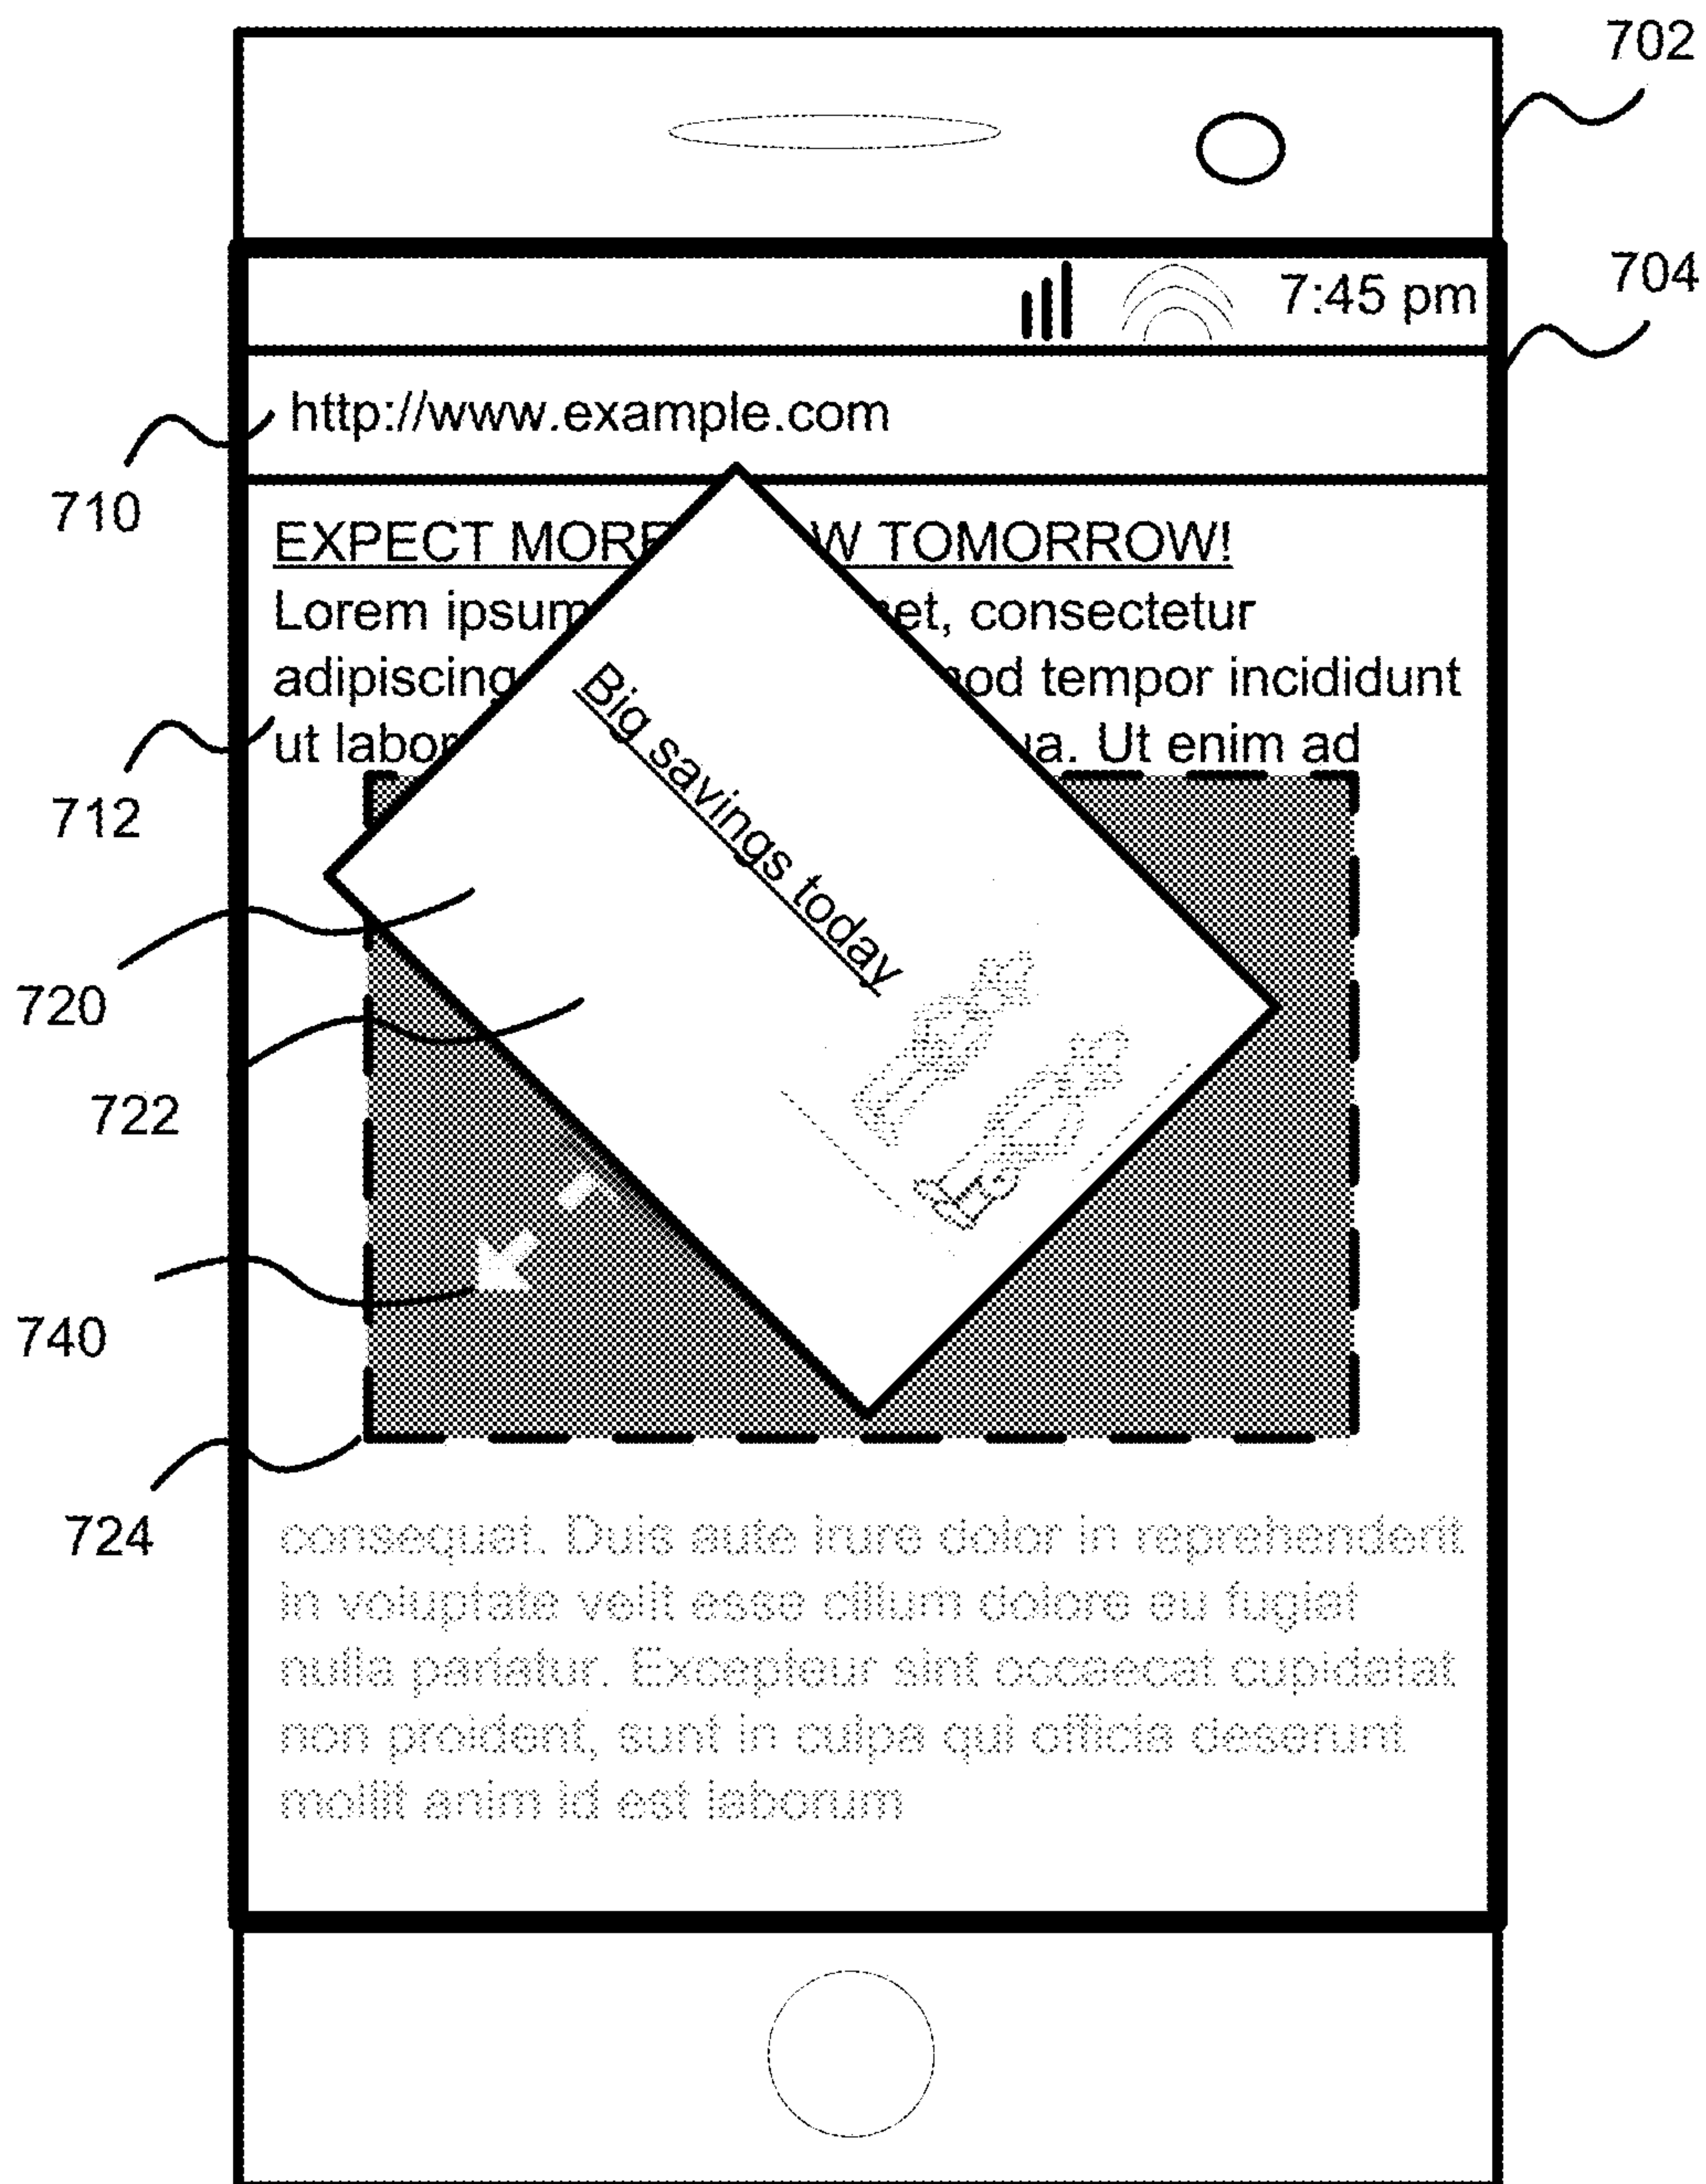 702
704
7:45 pm
http://www.example.com
710
EXPECT MORE W TOMORROW!
Lorem ipsum et, consectetur
adipiscing od tempor incididunt
ut labor a. Ut enim ad
712
Big savings today
720
722
740
724
consequat. Duis aute irure dolor in reprehenderit
in voluptate velit esse cillum dolore eu fugiat
nulla pariatur. Excepteur sint occaecat cupidatat
non proident, sunt in culpa qui officia deserunt
mollit anim id est laborum